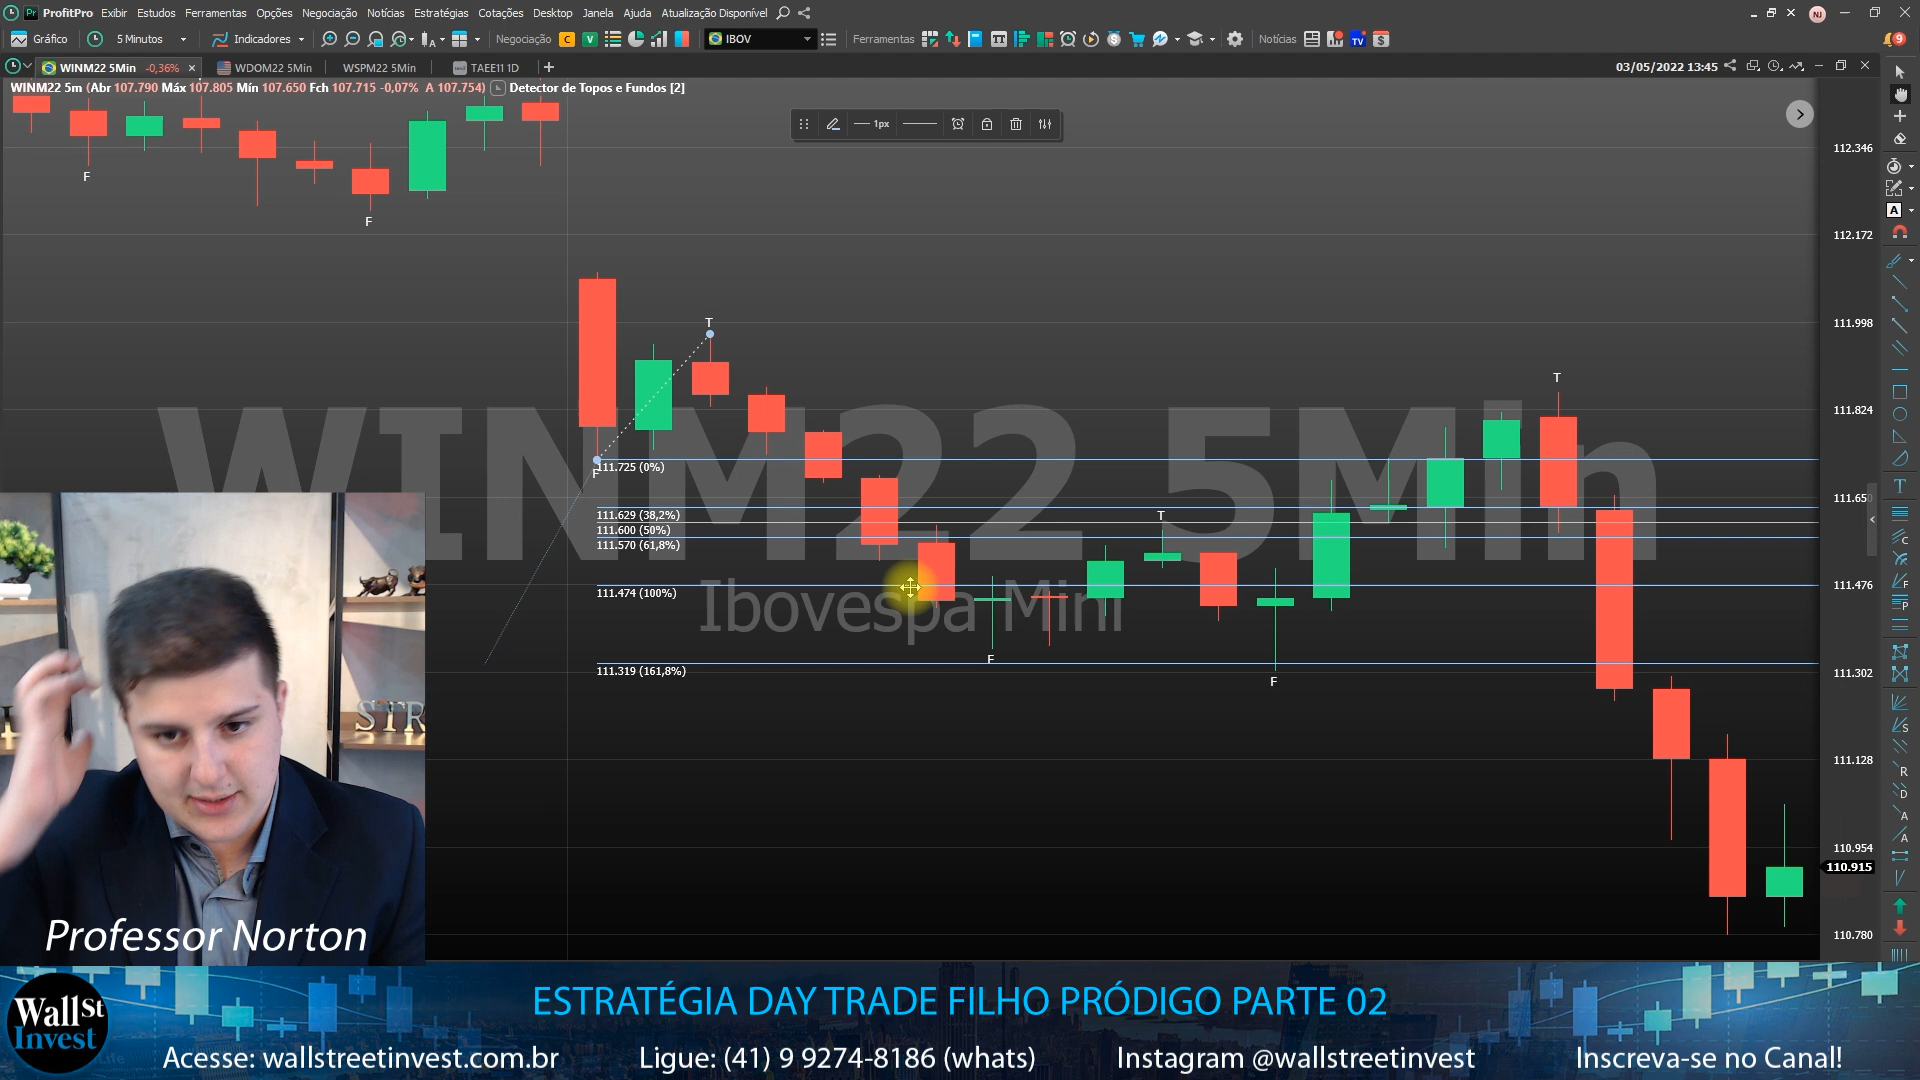 ProfitPro Exibir Estudos Ferramentas Opções Negociação Notícias Estratégias Cotações Desktop Janela Ajuda Atualização Disponível NJ
Gráfico 5 Minutos Indicadores Negociação C V IBOV Ferramentas Notícias TV 9
WINM22 5Min -0,36% WDOM22 5Min WSPM22 5Min TAEE11 1D 03/05/2022 13:45
WINM22 5m (Abr 107.790 Máx 107.805 Mín 107.650 Fch 107.715 -0,07% A 107.754) Detector de Topos e Fundos [2]
1px
112.346
F
F
112.172
T
111.998
T
111.824
WINM22 5Min
111.725 (0%)
F
111.650
111.629 (38,2%)
T
111.600 (50%)
111.570 (61,8%)
111.476
111.474 (100%)
Ibovespa Mini
F
111.319 (161,8%)
111.302
F
STR
111.128
110.954
110.915
110.780
Professor Norton
Wall St Invest
ESTRATÉGIA DAY TRADE FILHO PRÓDIGO PARTE 02
Acesse: wallstreetinvest.com.br Ligue: (41) 9 9274-8186 (whats) Instagram @wallstreetinvest Inscreva-se no Canal!